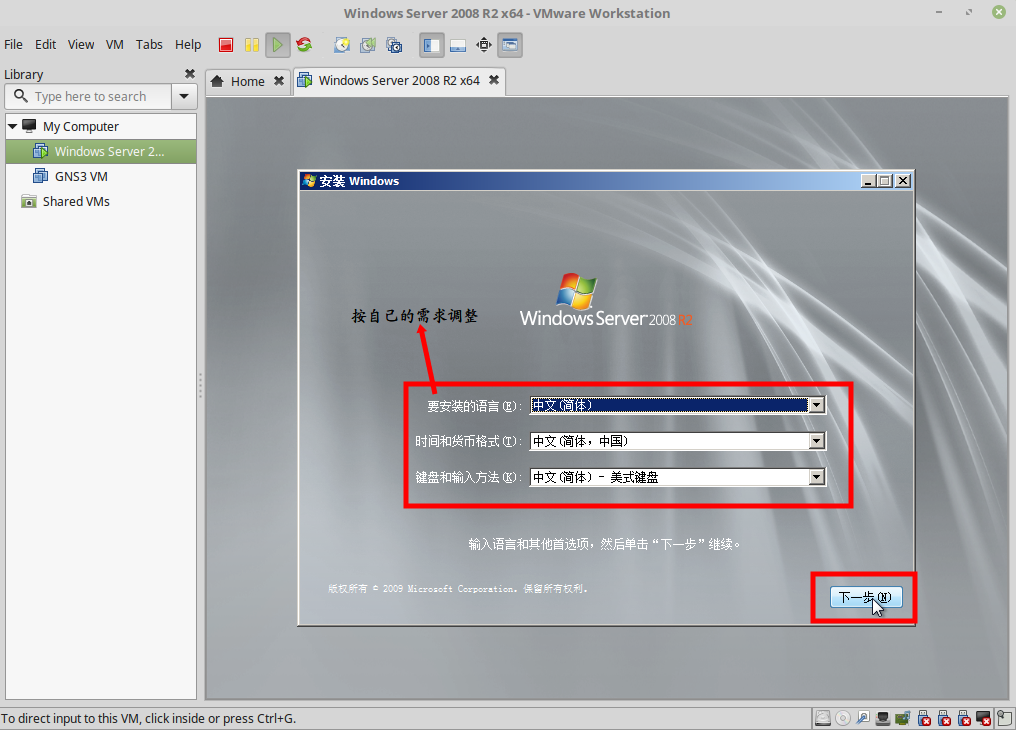 Windows Server 2008 R2 x64 - VMware Workstation
File Edit View VM Tabs Help
Library
Type here to search
My Computer
Windows Server 2...
GNS3 VM
Shared VMs
Home
Windows Server 2008 R2 x64
安装 Windows
按自己的需求调整
Windows Server 2008 R2
要安装的语言(E): 中文(简体)
时间和货币格式(T): 中文(简体，中国)
键盘和输入方法(K): 中文(简体) - 美式键盘
输入语言和其他首选项，然后单击“下一步”继续。
版权所有 © 2009 Microsoft Corporation。保留所有权利。
下一步(N)
To direct input to this VM, click inside or press Ctrl+G.